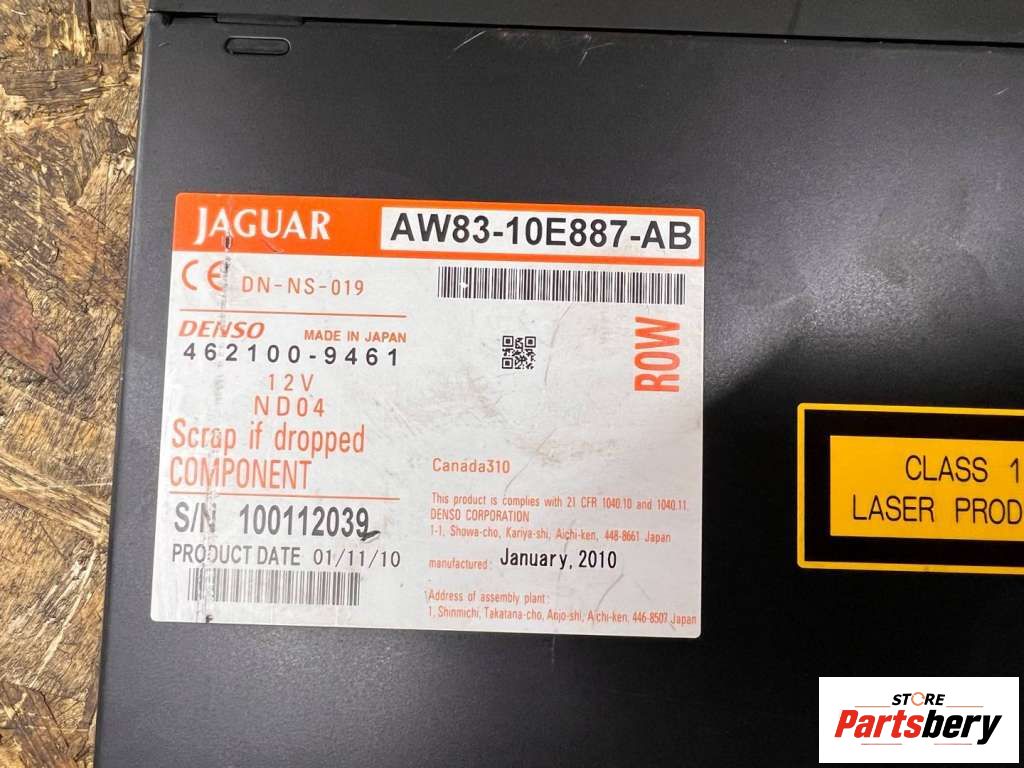 JAGUAR AW83-10E887-AB
CE DN-NS-019
DENSO MADE IN JAPAN
462100-9461
ROW
12V
ND04
Scrap if dropped
COMPONENT
Canada310
S/N 100112039
PRODUCT DATE 01/11/10
This product is complies with 21 CFR 1040.10 and 1040.11.
DENSO CORPORATION
1-1, Showa-cho, Kariya-shi, Aichi-ken, 448-8661 Japan
manufactured: January, 2010
Address of assembly plant:
1, Shinmichi, Takatana-cho, Anjo-shi, Aichi-ken, 446-8507 Japan
CLASS 1
LASER PROD
STORE
Partsbery